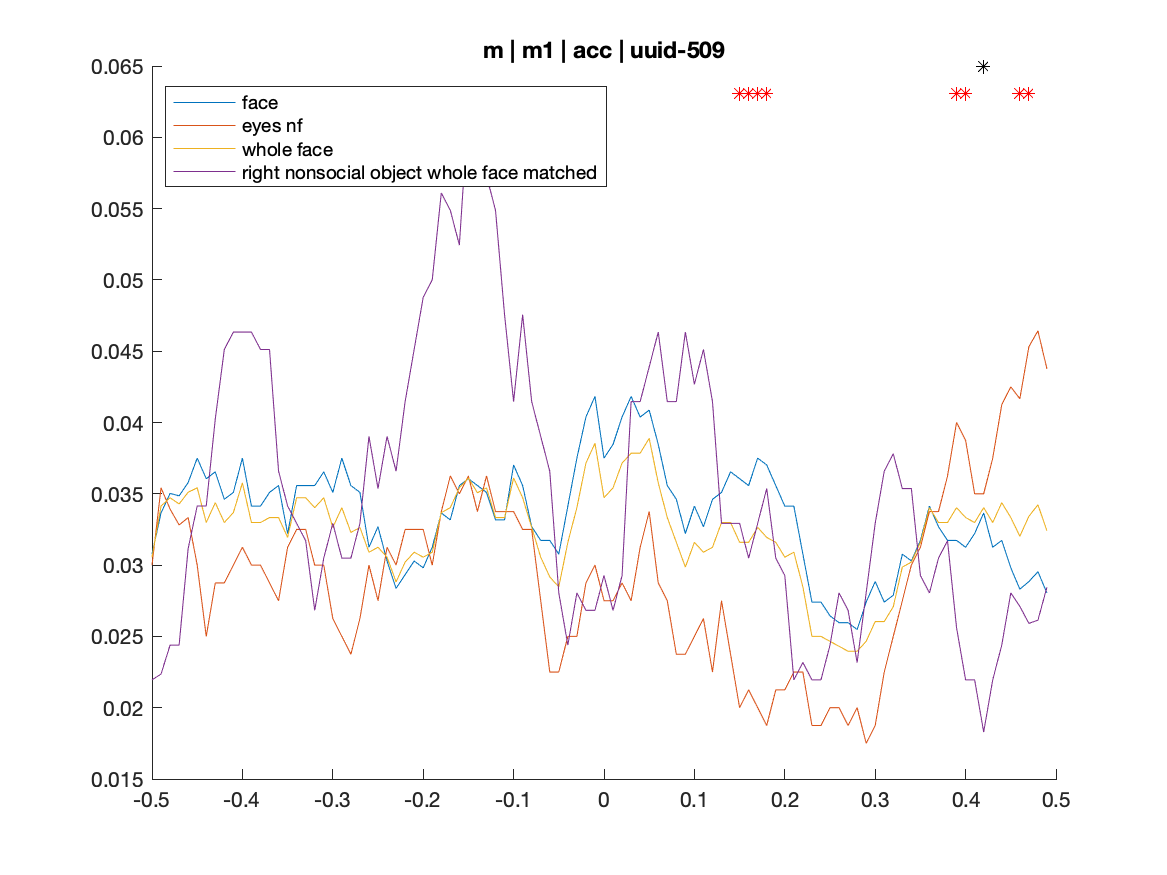 m | m1 | acc | uuid-509
0.065
0.06
0.055
0.05
0.045
0.04
0.035
0.03
0.025
0.02
0.015
face
eyes nf
whole face
right nonsocial object whole face matched
-0.5 -0.4 -0.3 -0.2 -0.1 0 0.1 0.2 0.3 0.4 0.5